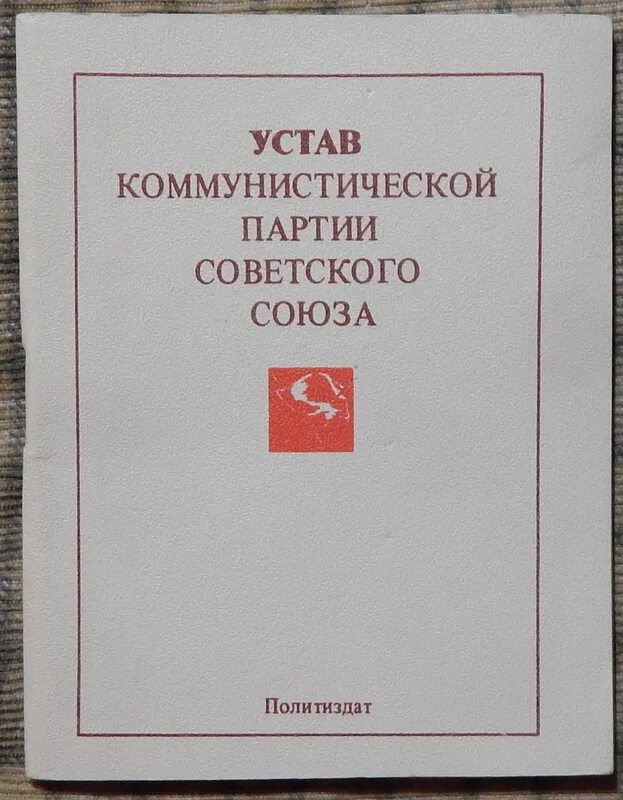 УСТАВ
КОММУНИСТИЧЕСКОЙ
ПАРТИИ
СОВЕТСКОГО
СОЮЗА
Политиздат